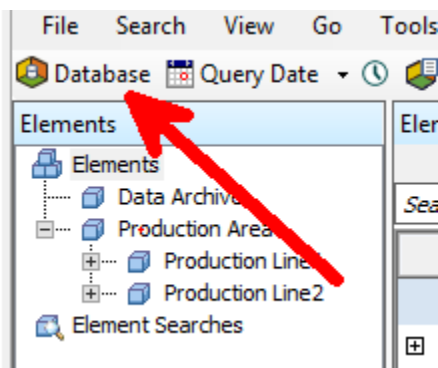 File Search View Go Tools
Database Query Date
Elements Eler
Elements
Data Archive
Sea
Production Area
Production Line1
Production Line2
Element Searches